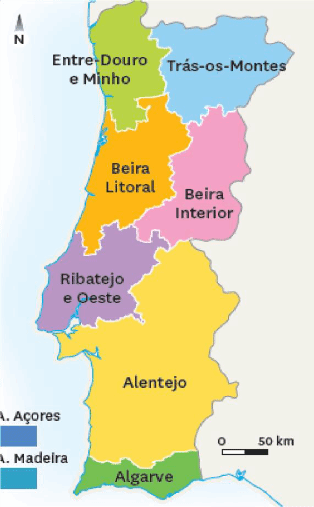 N
Entre-Douro
e Minho
Trás-os-Montes
Beira
Litoral
Beira
Interior
Ribatejo
e Oeste
Alentejo
A. Açores
A. Madeira
0 50 km
Algarve